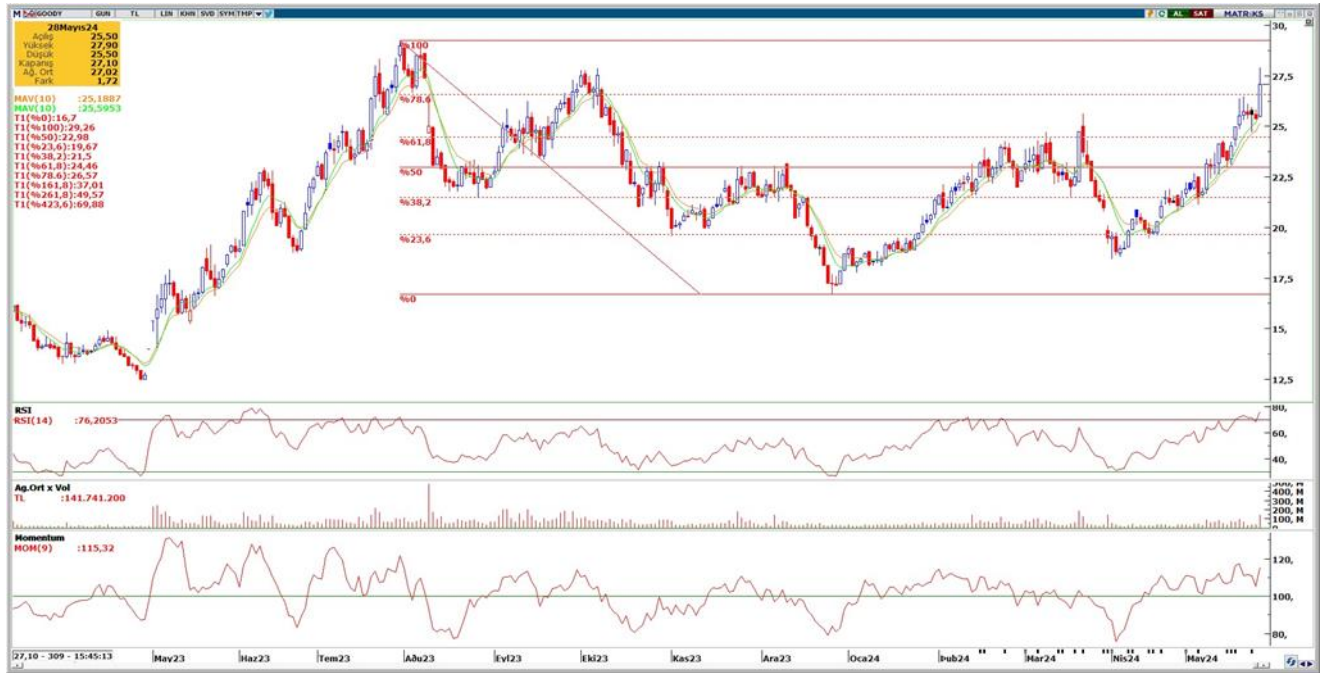 M GOODY GUN TL LIN KHN SVD SYM TMP AL SAT MATRIKS
28Mayıs24
Açılış 25,50
Yüksek 27,90
Düşük 25,50
Kapanış 27,10
Ağ. Ort 27,02
Fark 1,72
MAV(10) :25,1887
MAV(10) :25,5953
T1(%0):16,7
T1(%100):29,26
T1(%50):22,98
T1(%23,6):19,67
T1(%38,2):21,5
T1(%61,8):24,46
T1(%78.6):26,57
T1(%161,8):37,01
T1(%261,8):49,57
T1(%423,6):69,88
%100
%78.6
%61,8
%50
%38,2
%23,6
%0
30,
27,5
25,
22,5
20,
17,5
15,
12,5
RSI
RSI(14) :76,2053
80,
60,
40,
Ag.Ort x Vol
TL :141.741.200
500, M
400, M
300, M
200, M
100, M
Momentum
MOM(9) :115,32
120,
100,
80,
27,10 - 309 - 15:45:13
May23 Haz23 Tem23 Aðu23 Eyl23 Eki23 Kas23 Ara23 Oca24 Þub24 Mar24 Nis24 May24